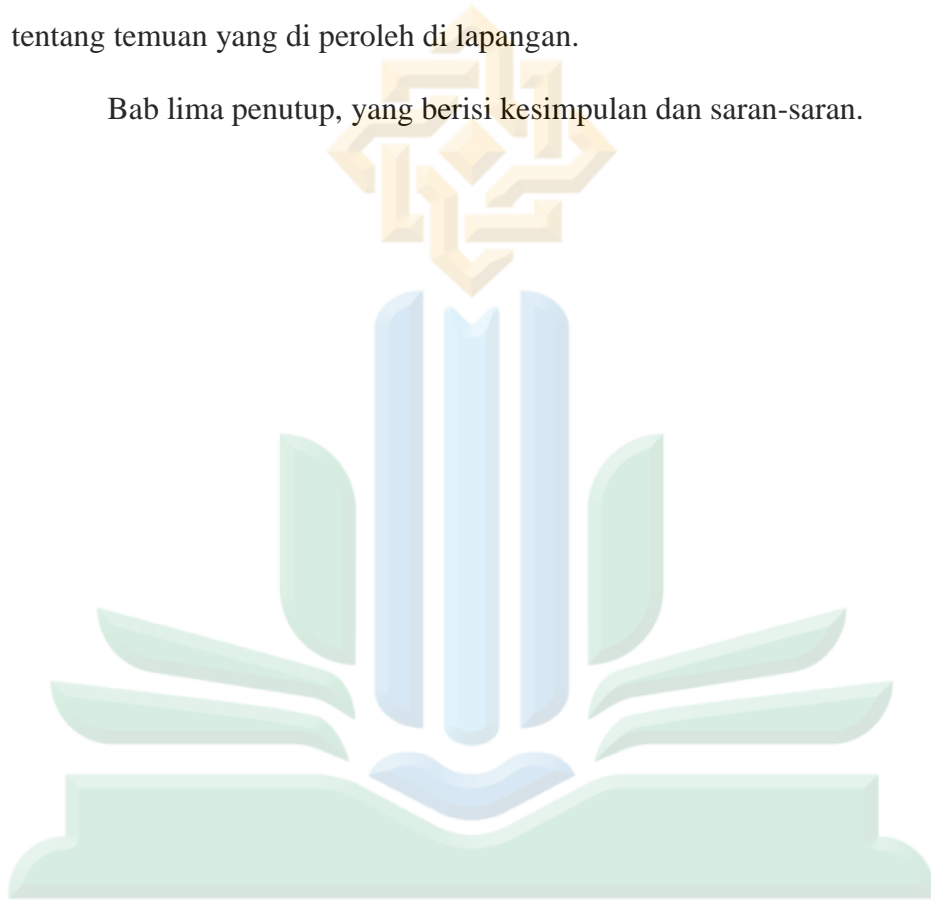 tentang temuan yang di peroleh di lapangan.
Bab lima penutup, yang berisi kesimpulan dan saran-saran.